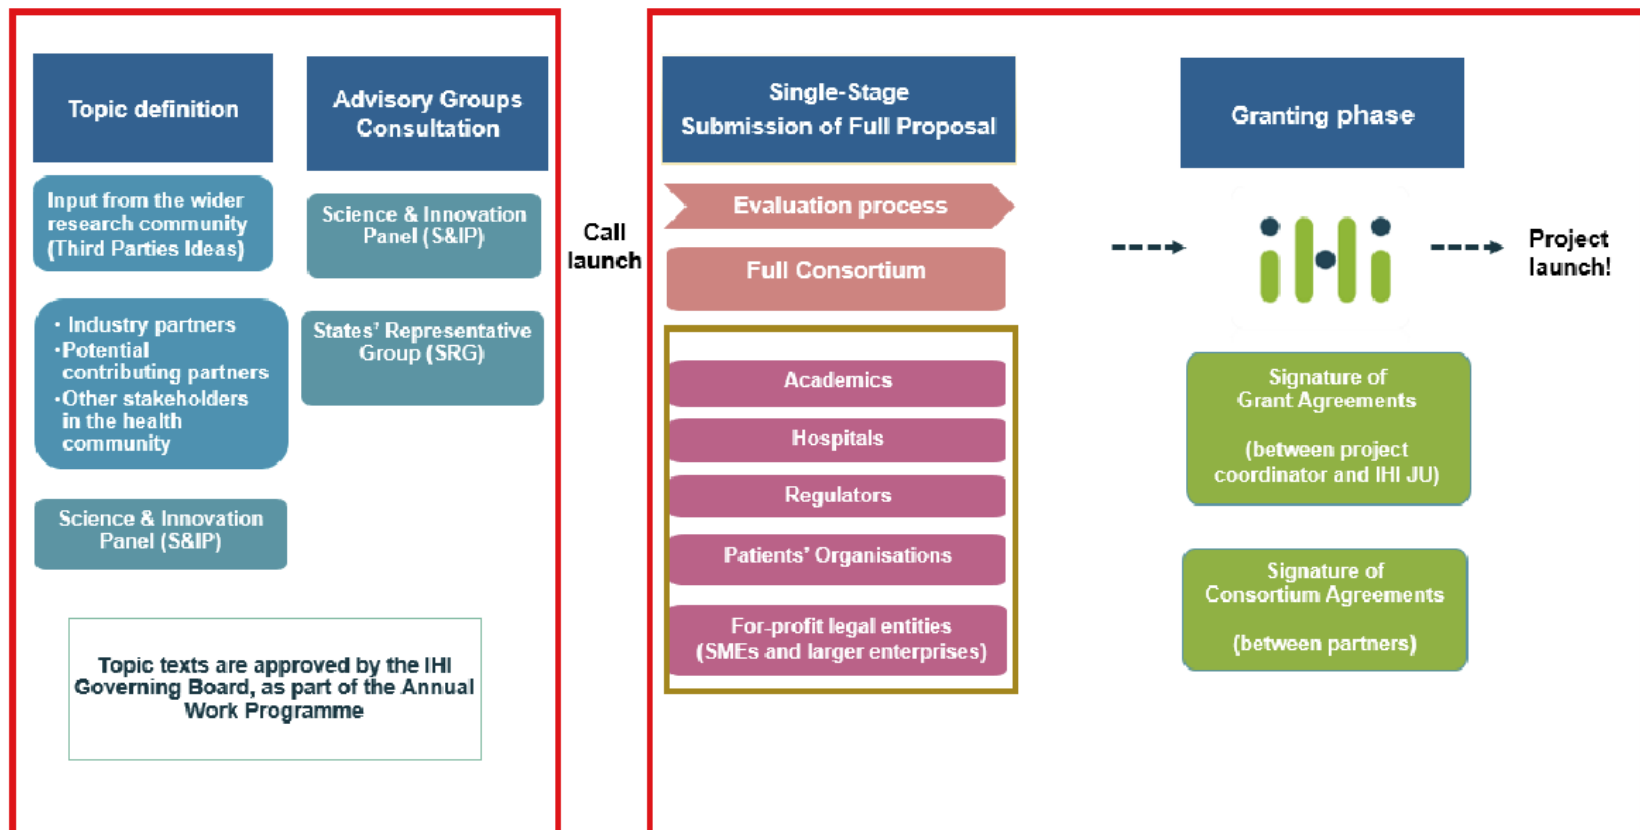 Topic definition
Input from the wider
research community
(Third Parties Ideas)
• Industry partners
•Potential
contributing partners
•Other stakeholders
in the health
community
Science & Innovation
Panel (S&IP)
Advisory Groups
Consultation
Science & Innovation
Panel (S&IP)
States’ Representative
Group (SRG)
Topic texts are approved by the IHI
Governing Board, as part of the Annual
Work Programme
Call
launch
Single-Stage
Submission of Full Proposal
Evaluation process
Full Consortium
Academics
Hospitals
Regulators
Patients’ Organisations
For-profit legal entities
(SMEs and larger enterprises)
Granting phase
iHi
Signature of
Grant Agreements
(between project
coordinator and IHI JU)
Signature of
Consortium Agreements
(between partners)
Project
launch!